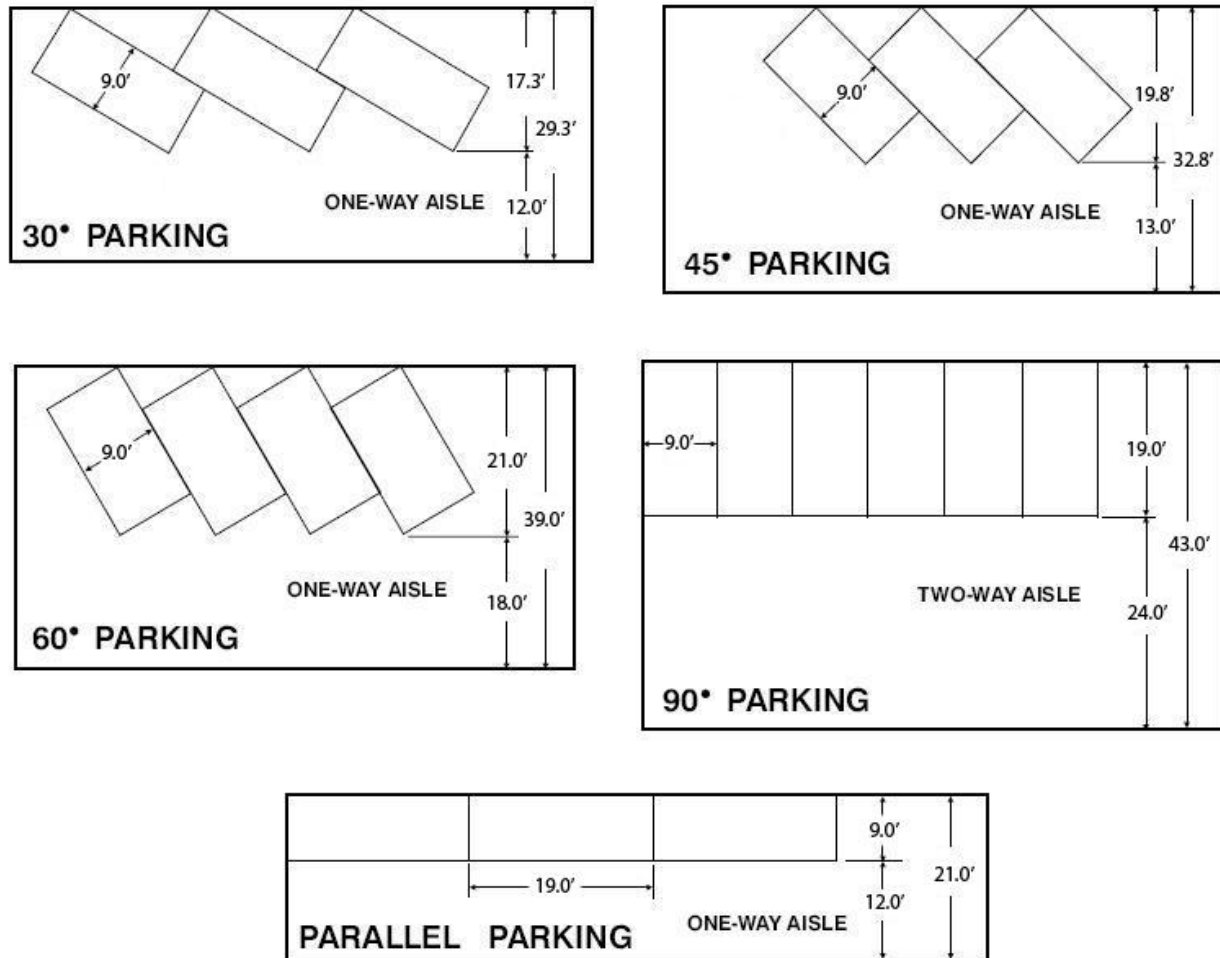 9.0′
17.3′
29.3′
ONE-WAY AISLE
12.0′
30° PARKING
9.0′
19.8′
32.8′
ONE-WAY AISLE
13.0′
45° PARKING
9.0′
21.0′
39.0′
ONE-WAY AISLE
18.0′
60° PARKING
9.0′
19.0′
43.0′
TWO-WAY AISLE
24.0′
90° PARKING
9.0′
21.0′
19.0′
12.0′
ONE-WAY AISLE
PARALLEL PARKING